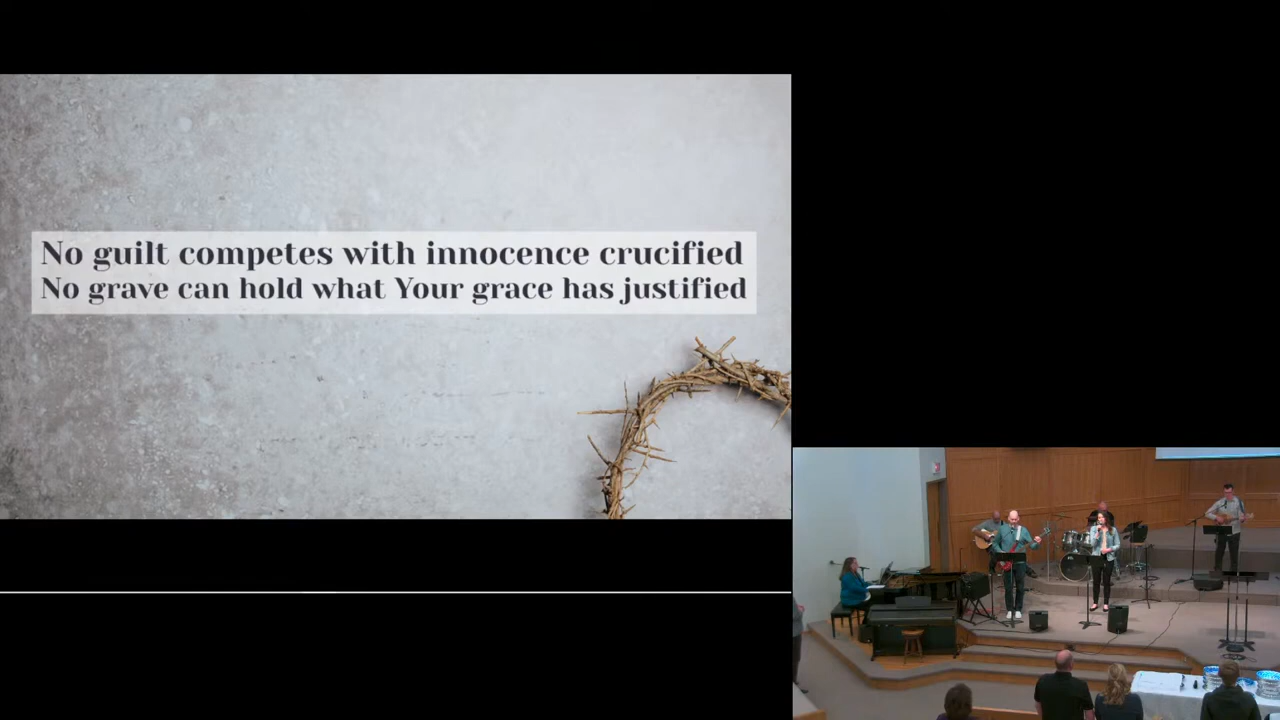 No guilt competes with innocence crucified
No grave can hold what Your grace has justified